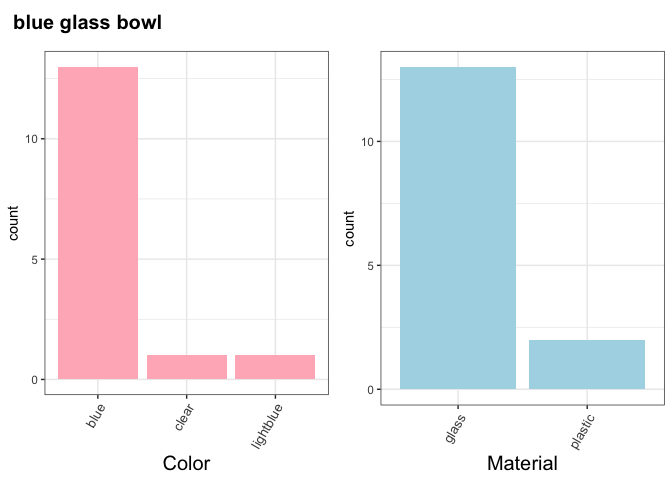 blue glass bowl
count
10
5
0
blue
clear
lightblue
Color
count
10
5
0
glass
plastic
Material